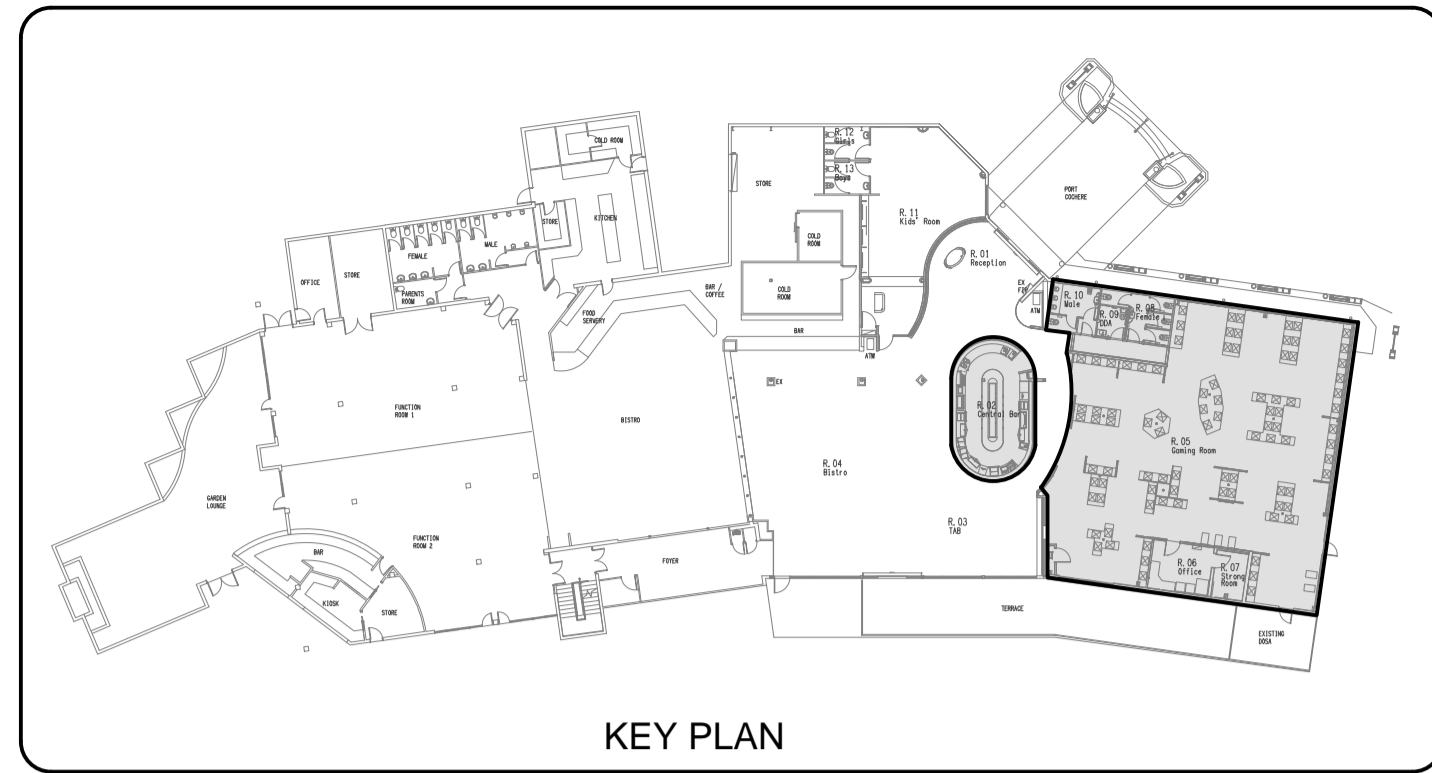 COLD ROOM
R.12
Girls
R.13
Boys
STORE
PORT
COCHERE
R.11
Kids' Room
STORE
KITCHEN
MALE
FEMALE
COLD
ROOM
R.01
Reception
OFFICE
STORE
PARENTS
ROOM
BAR /
COFFEE
COLD
ROOM
EX
ATM
FOOD
SERVERY
BAR
ATM
R.10
Male
R.09
DDA
R.08
Female
EX
FUNCTION
ROOM 1
BISTRO
R.02
Central Bar
R.05
Gaming Room
R.04
Bistro
GARDEN
LOUNGE
R.03
TAB
FUNCTION
ROOM 2
BAR
FOYER
R.06
Office
R.07
Strong
Room
KIOSK
STORE
TERRACE
EXISTING
DOSA
KEY PLAN